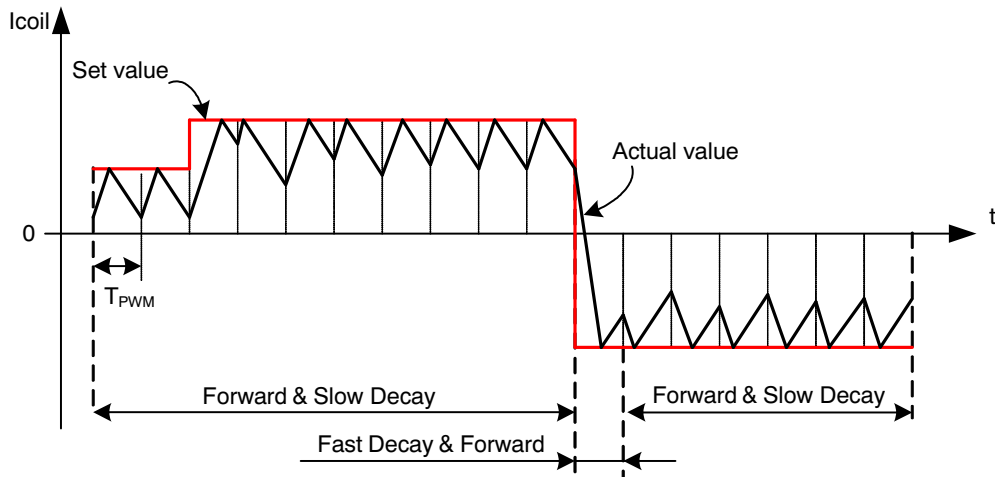 Icoil
Set value
Actual value
t
0
TPWM
Forward & Slow Decay
Forward & Slow Decay
Fast Decay & Forward